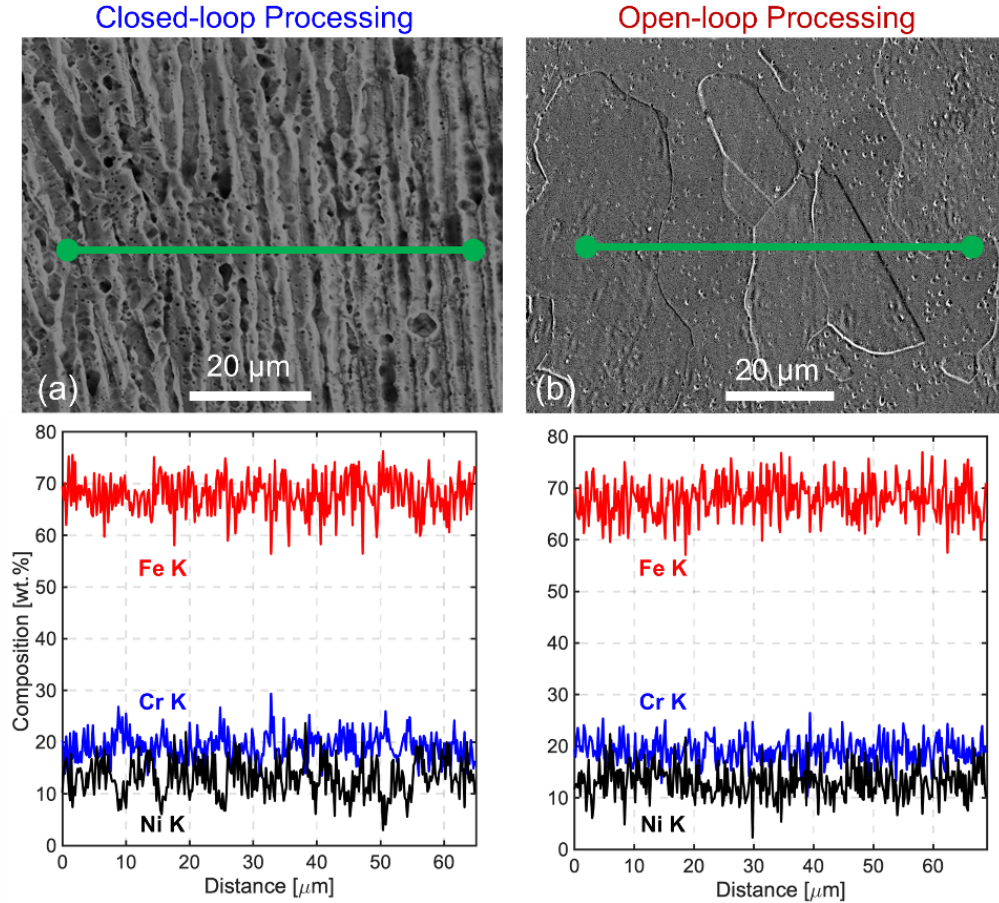 Closed-loop Processing
Open-loop Processing
20 µm
(a)
20 µm
(b)
80
70
60
50
40
30
20
10
0
Composition [wt.%]
Fe K
Cr K
Ni K
0 10 20 30 40 50 60
Distance [µm]
80
70
60
50
40
30
20
10
0
Fe K
Cr K
Ni K
0 10 20 30 40 50 60
Distance [µm]